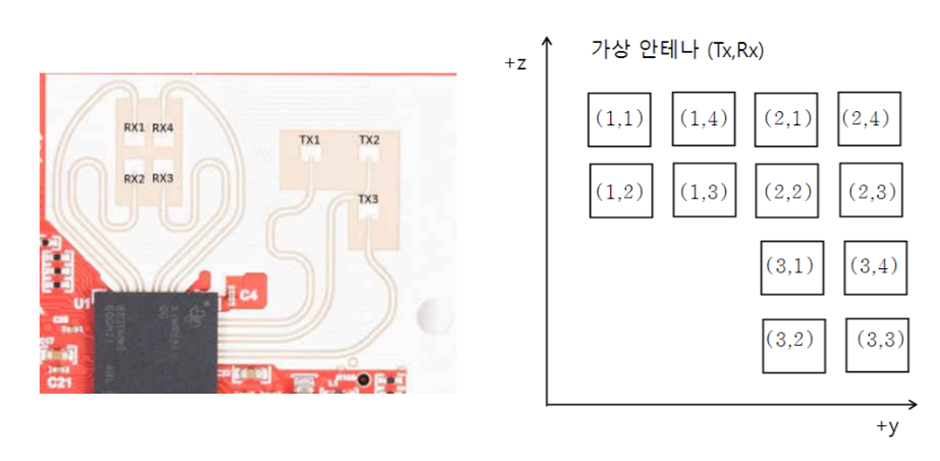 RX1 RX4
RX2 RX3
TX1 TX2
TX3
U1
C4
C17
C21
L1
가상 안테나 (Tx,Rx)
+z
(1,1) (1,4) (2,1) (2,4)
(1,2) (1,3) (2,2) (2,3)
(3,1) (3,4)
(3,2) (3,3)
+y